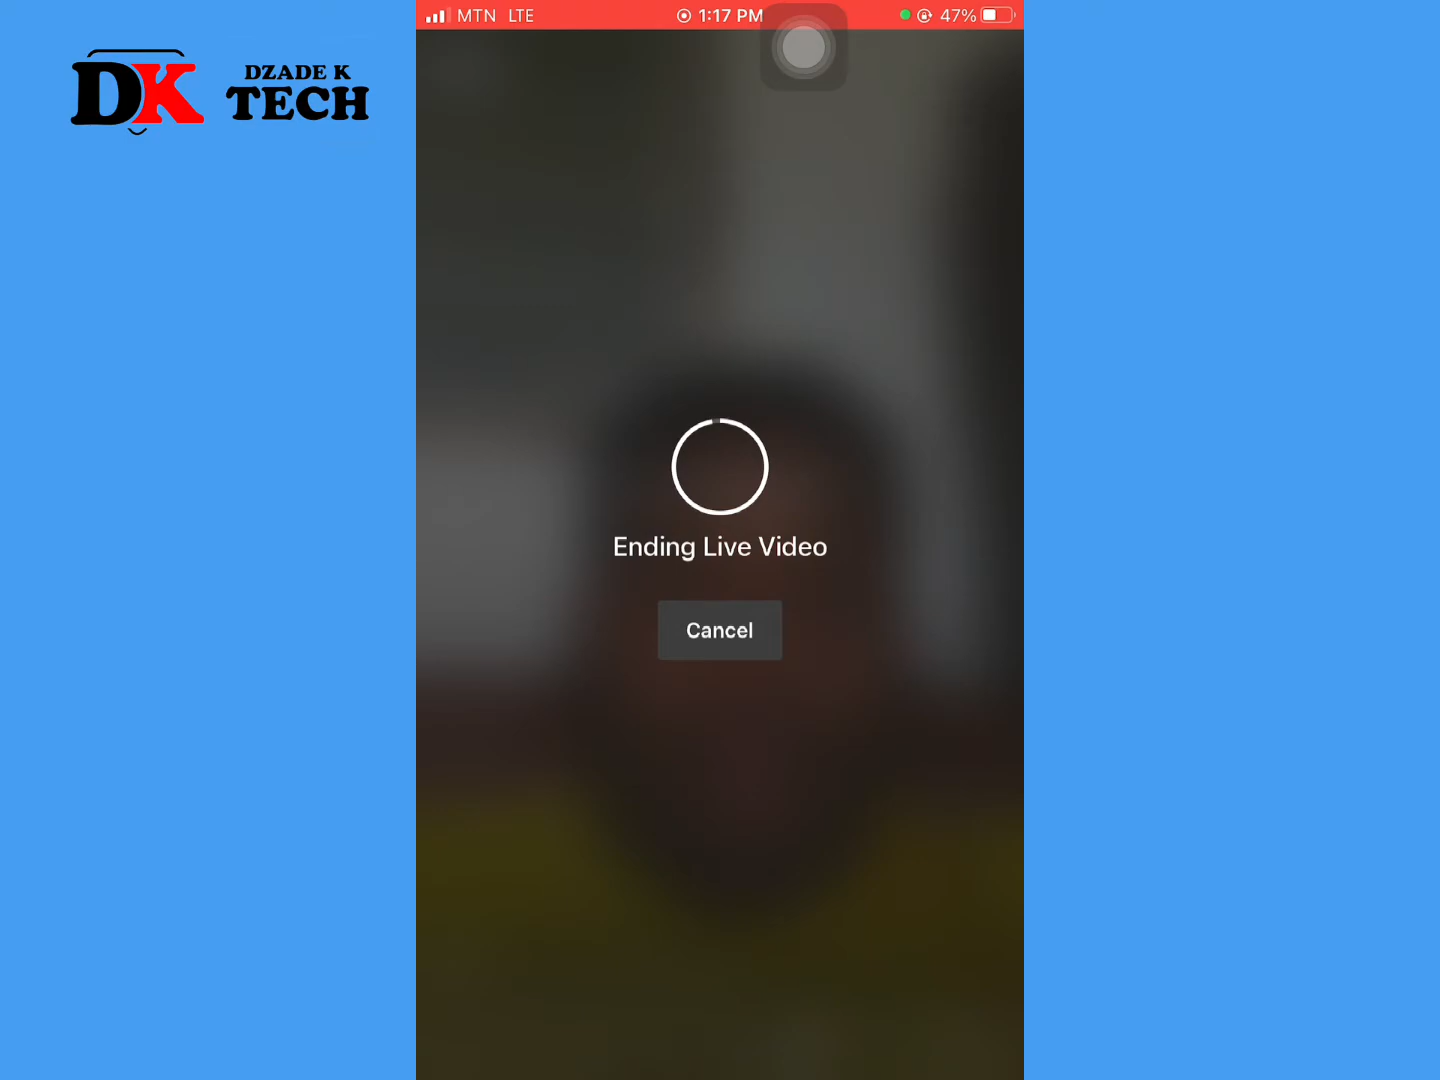 MTN LTE 1:17 PM 47%
DK
DZADE K
TECH
Ending Live Video
Cancel